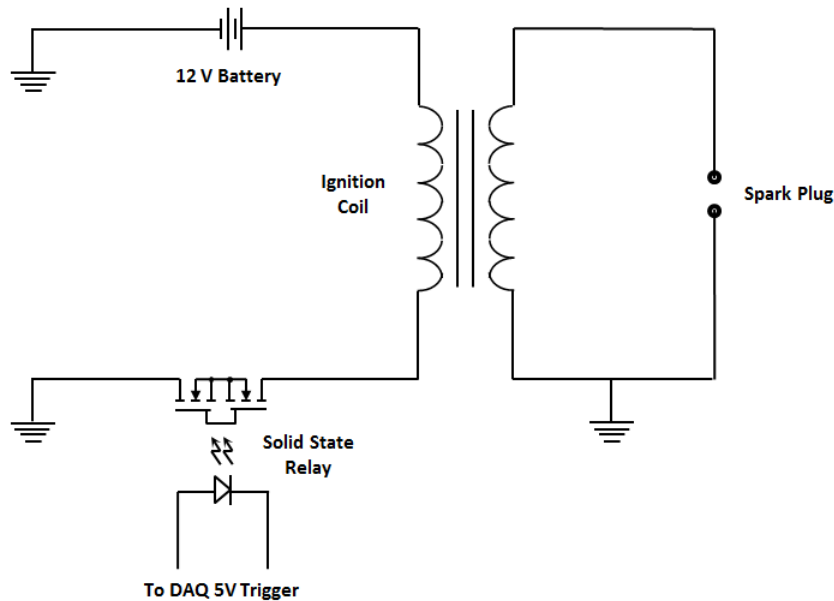 12 V Battery
Ignition
Coil
Spark Plug
Solid State
Relay
To DAQ 5V Trigger